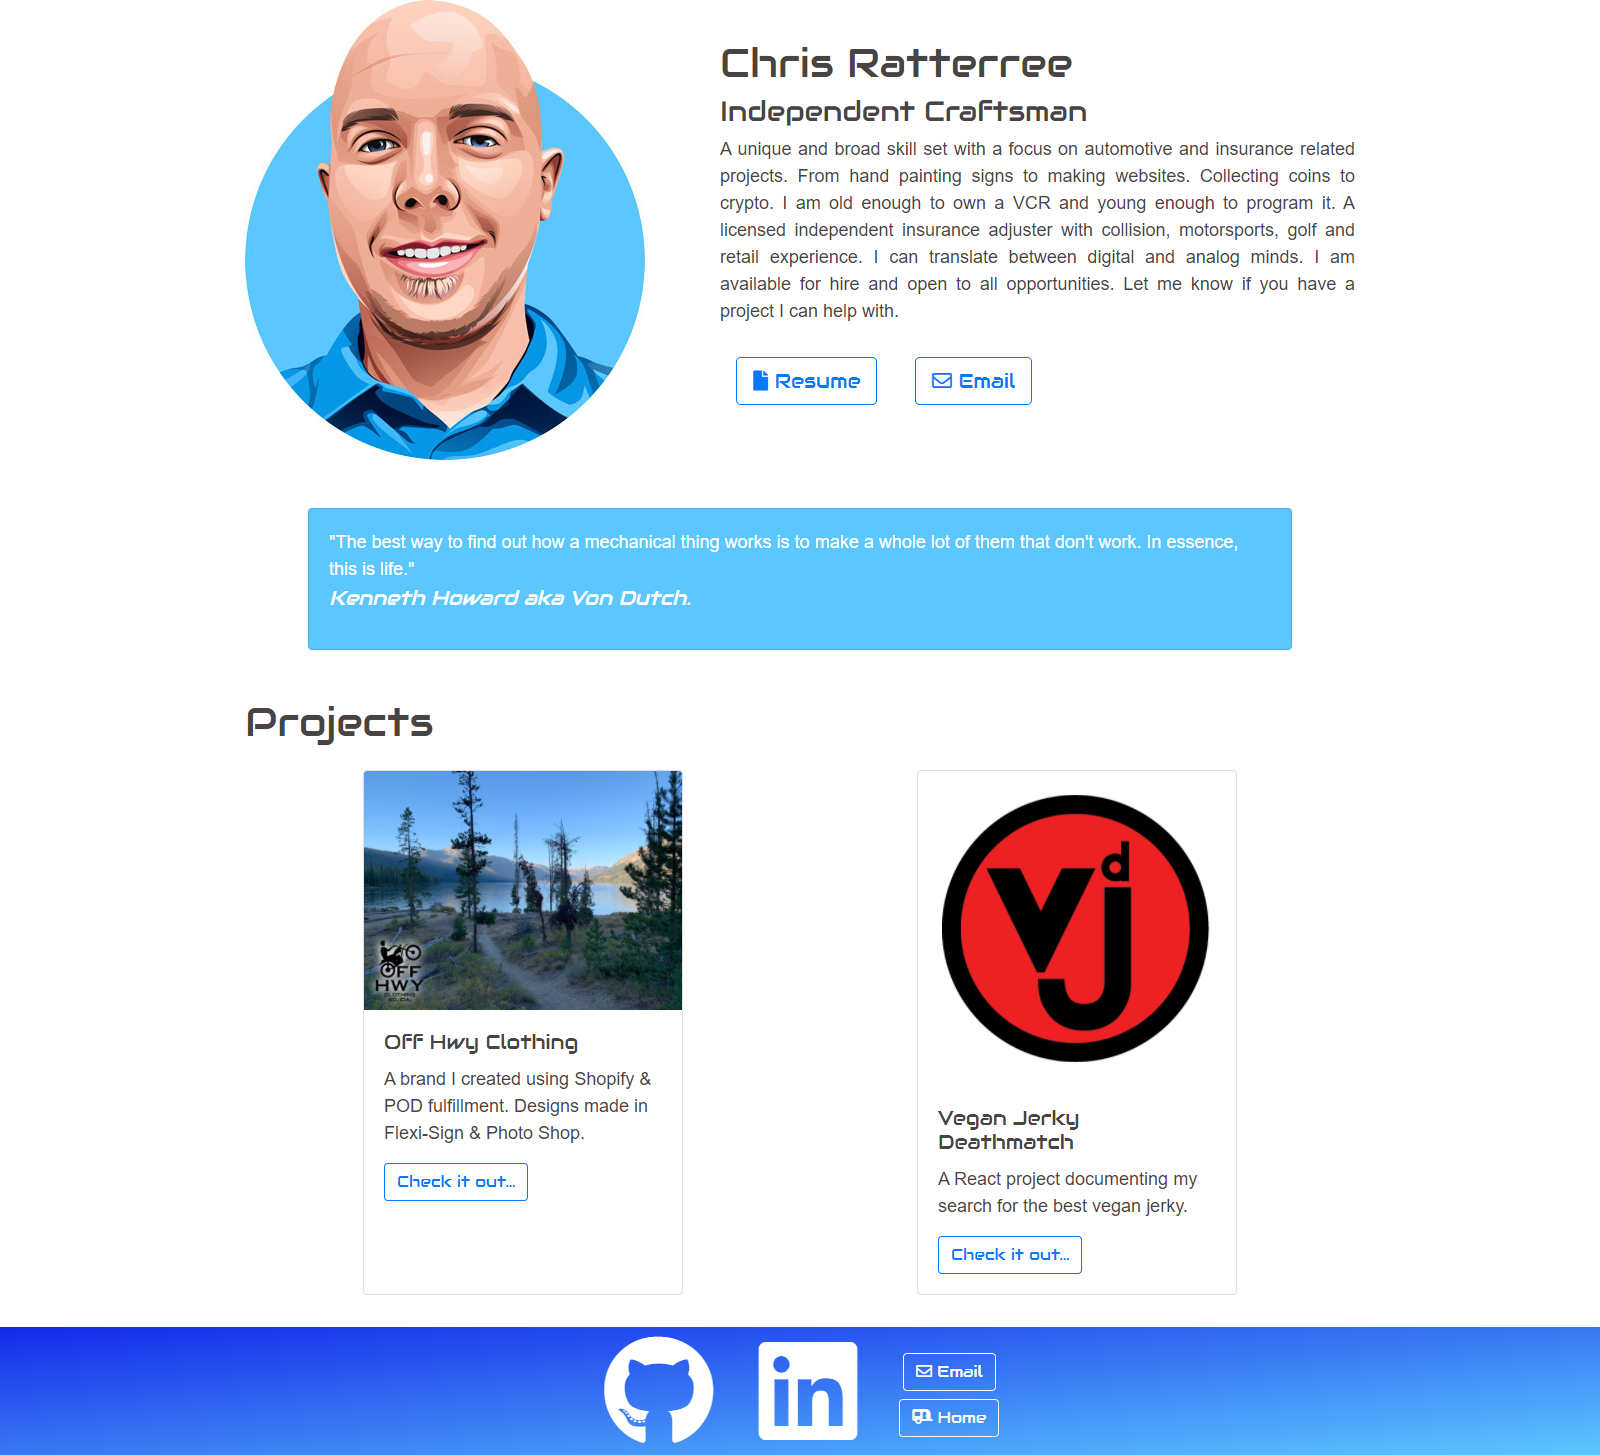 Chris Ratterree
Independent Craftsman
A unique and broad skill set with a focus on automotive and insurance related
projects. From hand painting signs to making websites. Collecting coins to
crypto. I am old enough to own a VCR and young enough to program it. A
licensed independent insurance adjuster with collision, motorsports, golf and
retail experience. I can translate between digital and analog minds. I am
available for hire and open to all opportunities. Let me know if you have a
project I can help with.
Resume
Email
"The best way to find out how a mechanical thing works is to make a whole lot of them that don't work. In essence,
this is life."
Kenneth Howard aka Von Dutch.
Projects
OFF
HWY
CLOTHING
Off Hwy Clothing
A brand I created using Shopify &
POD fulfillment. Designs made in
Flexi-Sign & Photo Shop.
Check it out...
VJd
Vegan Jerky
Deathmatch
A React project documenting my
search for the best vegan jerky.
Check it out...
in
Email
Home